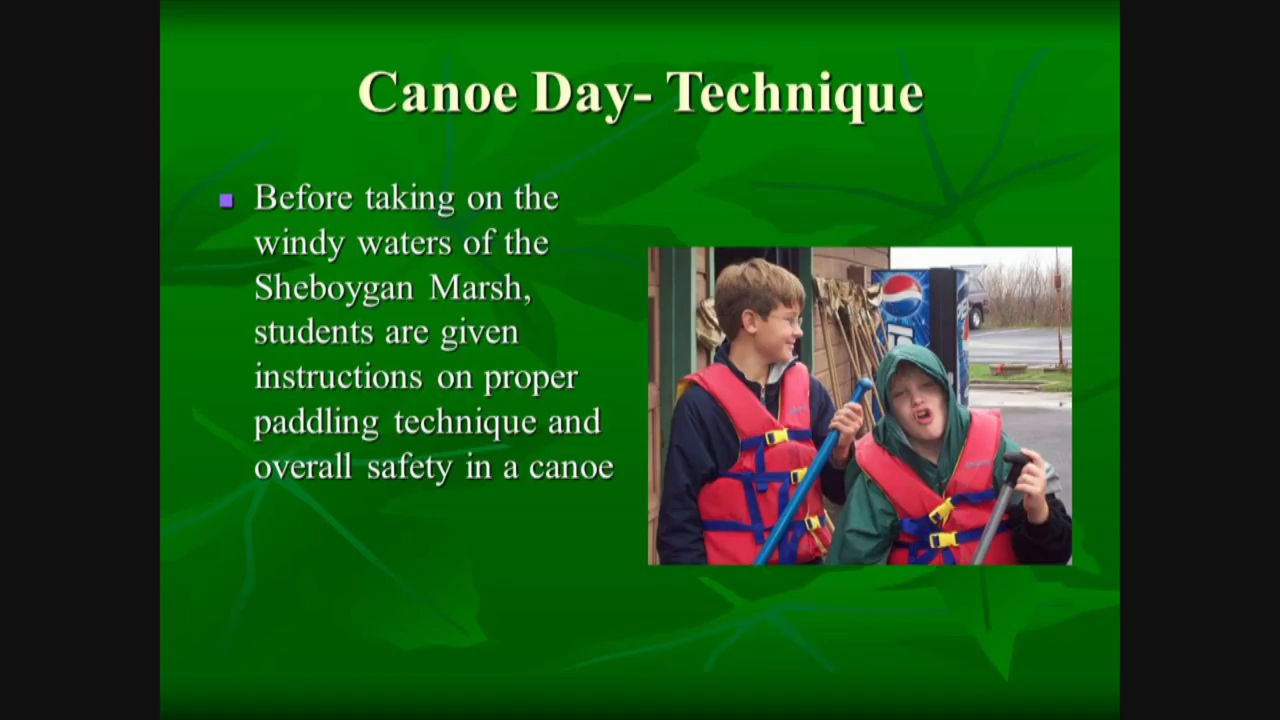 Canoe Day- Technique
Before taking on the
windy waters of the
Sheboygan Marsh,
students are given
instructions on proper
paddling technique and
overall safety in a canoe